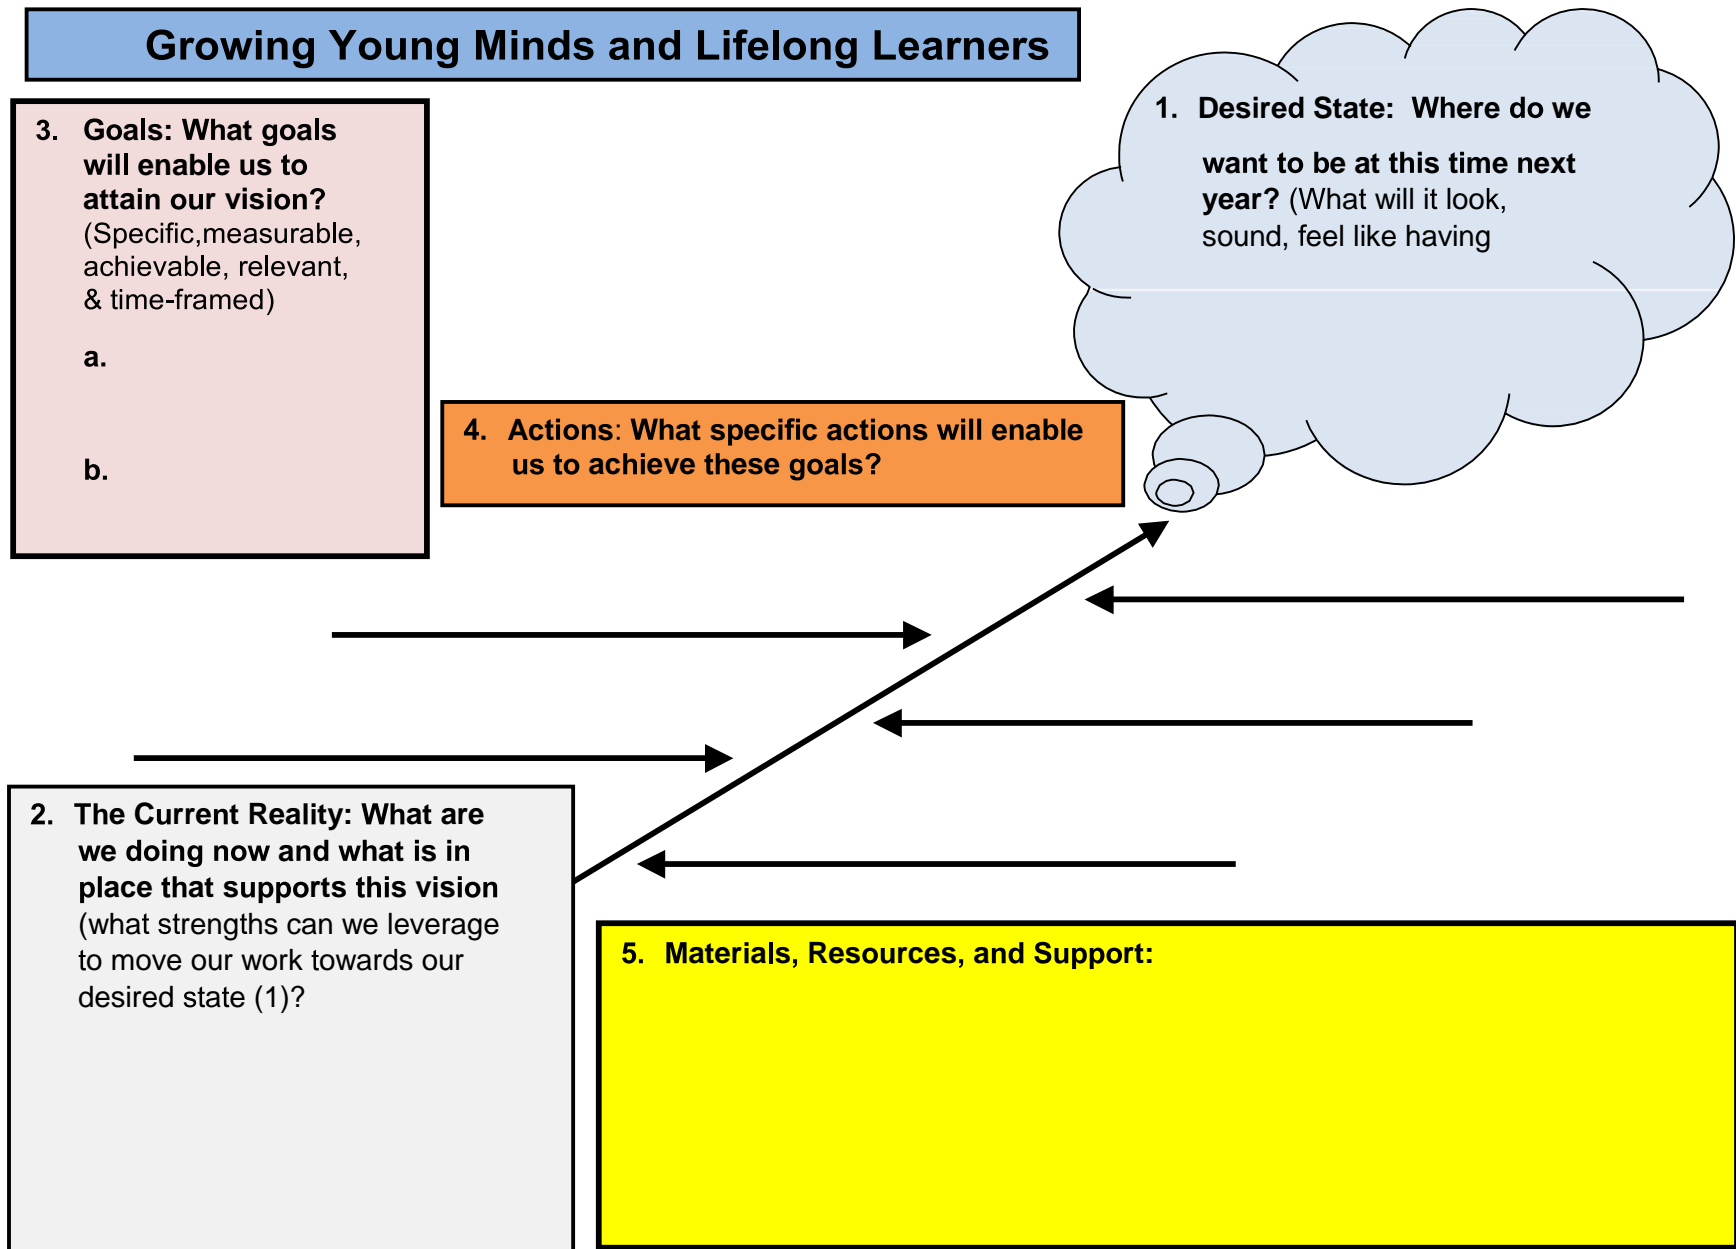 Growing Young Minds and Lifelong Learners
1. Desired State: Where do we
want to be at this time next
year? (What will it look,
sound, feel like having
3. Goals: What goals
will enable us to
attain our vision?
(Specific,measurable,
achievable, relevant,
& time-framed)
a.
b.
4. Actions: What specific actions will enable
us to achieve these goals?
2. The Current Reality: What are
we doing now and what is in
place that supports this vision
(what strengths can we leverage
to move our work towards our
desired state (1)?
5. Materials, Resources, and Support: